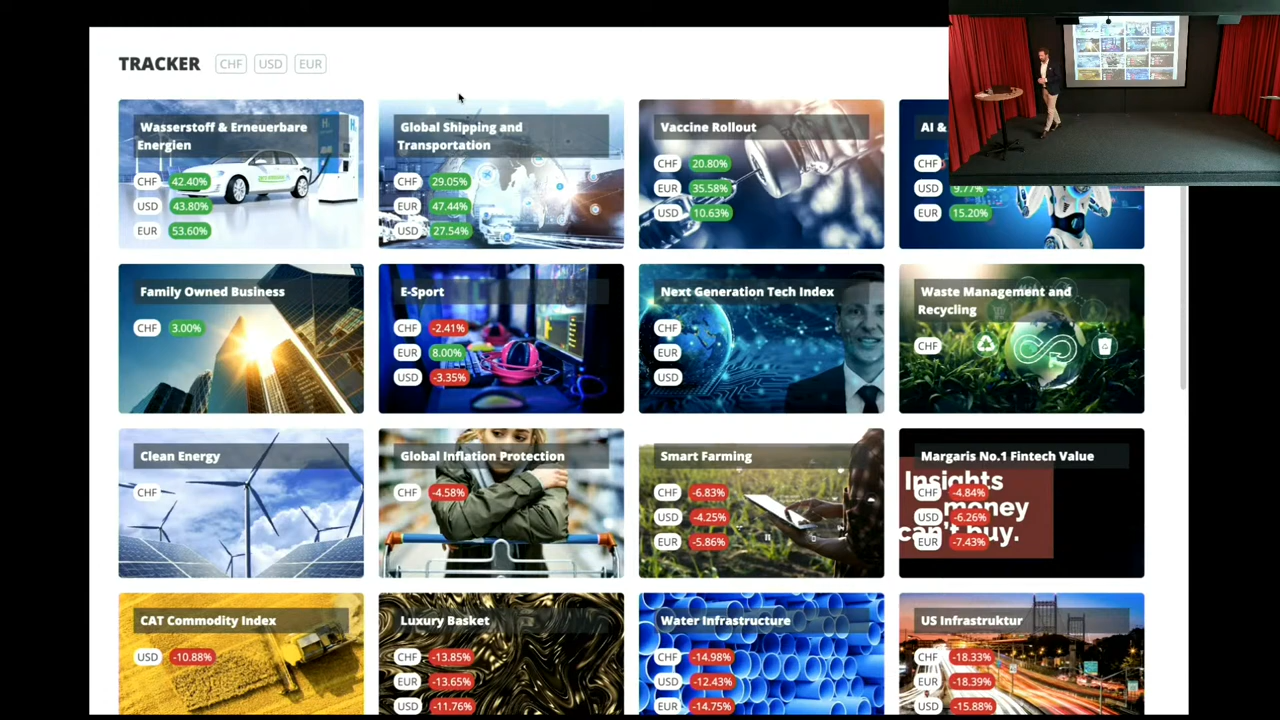 TRACKER CHF USD EUR
Wasserstoff & Erneuerbare
Energien
CHF 42.40%
USD 43.80%
EUR 53.60%
Global Shipping and
Transportation
CHF 29.05%
EUR 47.44%
USD 27.54%
Vaccine Rollout
CHF 20.80%
EUR 35.58%
USD 10.63%
AI &
CHF
USD 9.77%
EUR 15.20%
Family Owned Business
CHF 3.00%
E-Sport
CHF -2.41%
EUR 8.00%
USD -3.35%
Next Generation Tech Index
CHF
EUR
USD
Waste Management and
Recycling
CHF
Clean Energy
CHF
Global Inflation Protection
CHF -4.58%
Smart Farming
CHF -6.83%
USD -4.25%
EUR -5.86%
Margaris No.1 Fintech Value
Insights
money
can't buy.
CHF -4.84%
USD -6.26%
EUR -7.43%
CAT Commodity Index
USD -10.88%
Luxury Basket
CHF -13.85%
EUR -13.65%
USD -11.76%
Water Infrastructure
CHF -14.98%
USD -12.43%
EUR -14.75%
US Infrastruktur
CHF -18.33%
EUR -18.39%
USD -15.88%